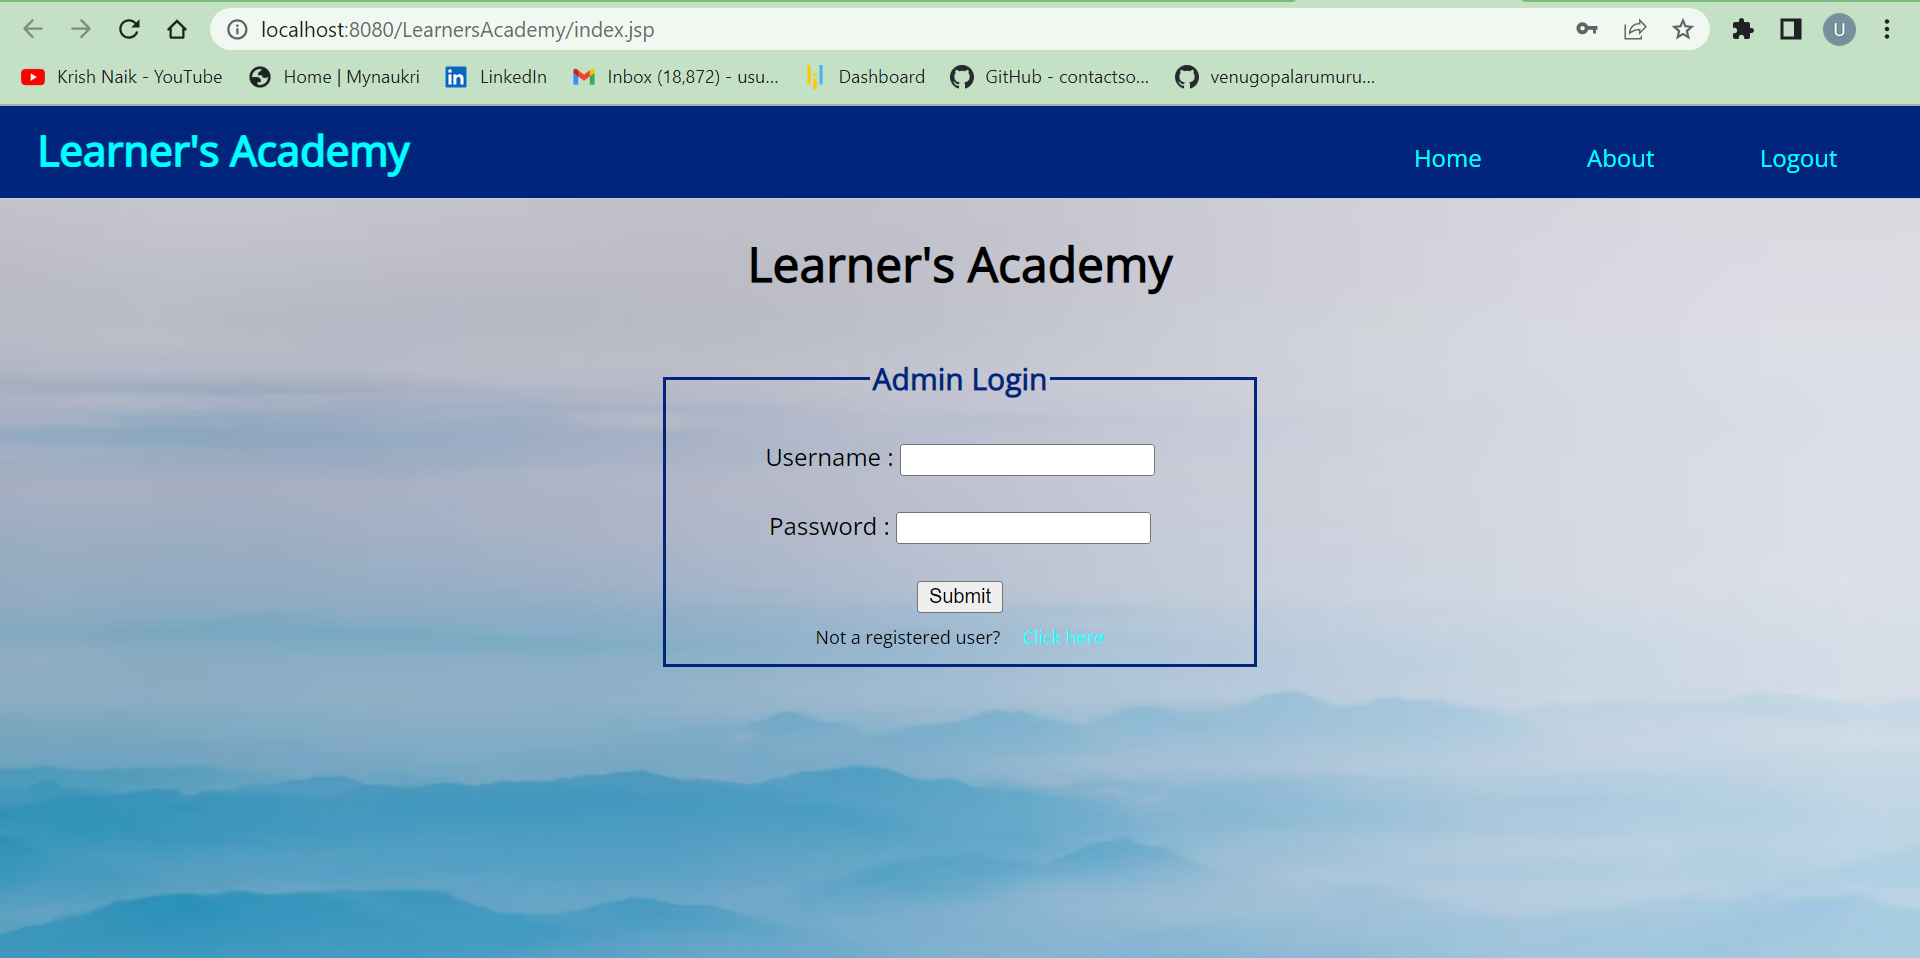 localhost:8080/LearnersAcademy/index.jsp
U
Krish Naik - YouTube Home | Mynaukri LinkedIn Inbox (18,872) - usu... Dashboard GitHub - contactso... venugopalarumuru...
Learner's Academy Home About Logout
Learner's Academy
Admin Login
Username :
Password :
Submit
Not a registered user? Click here